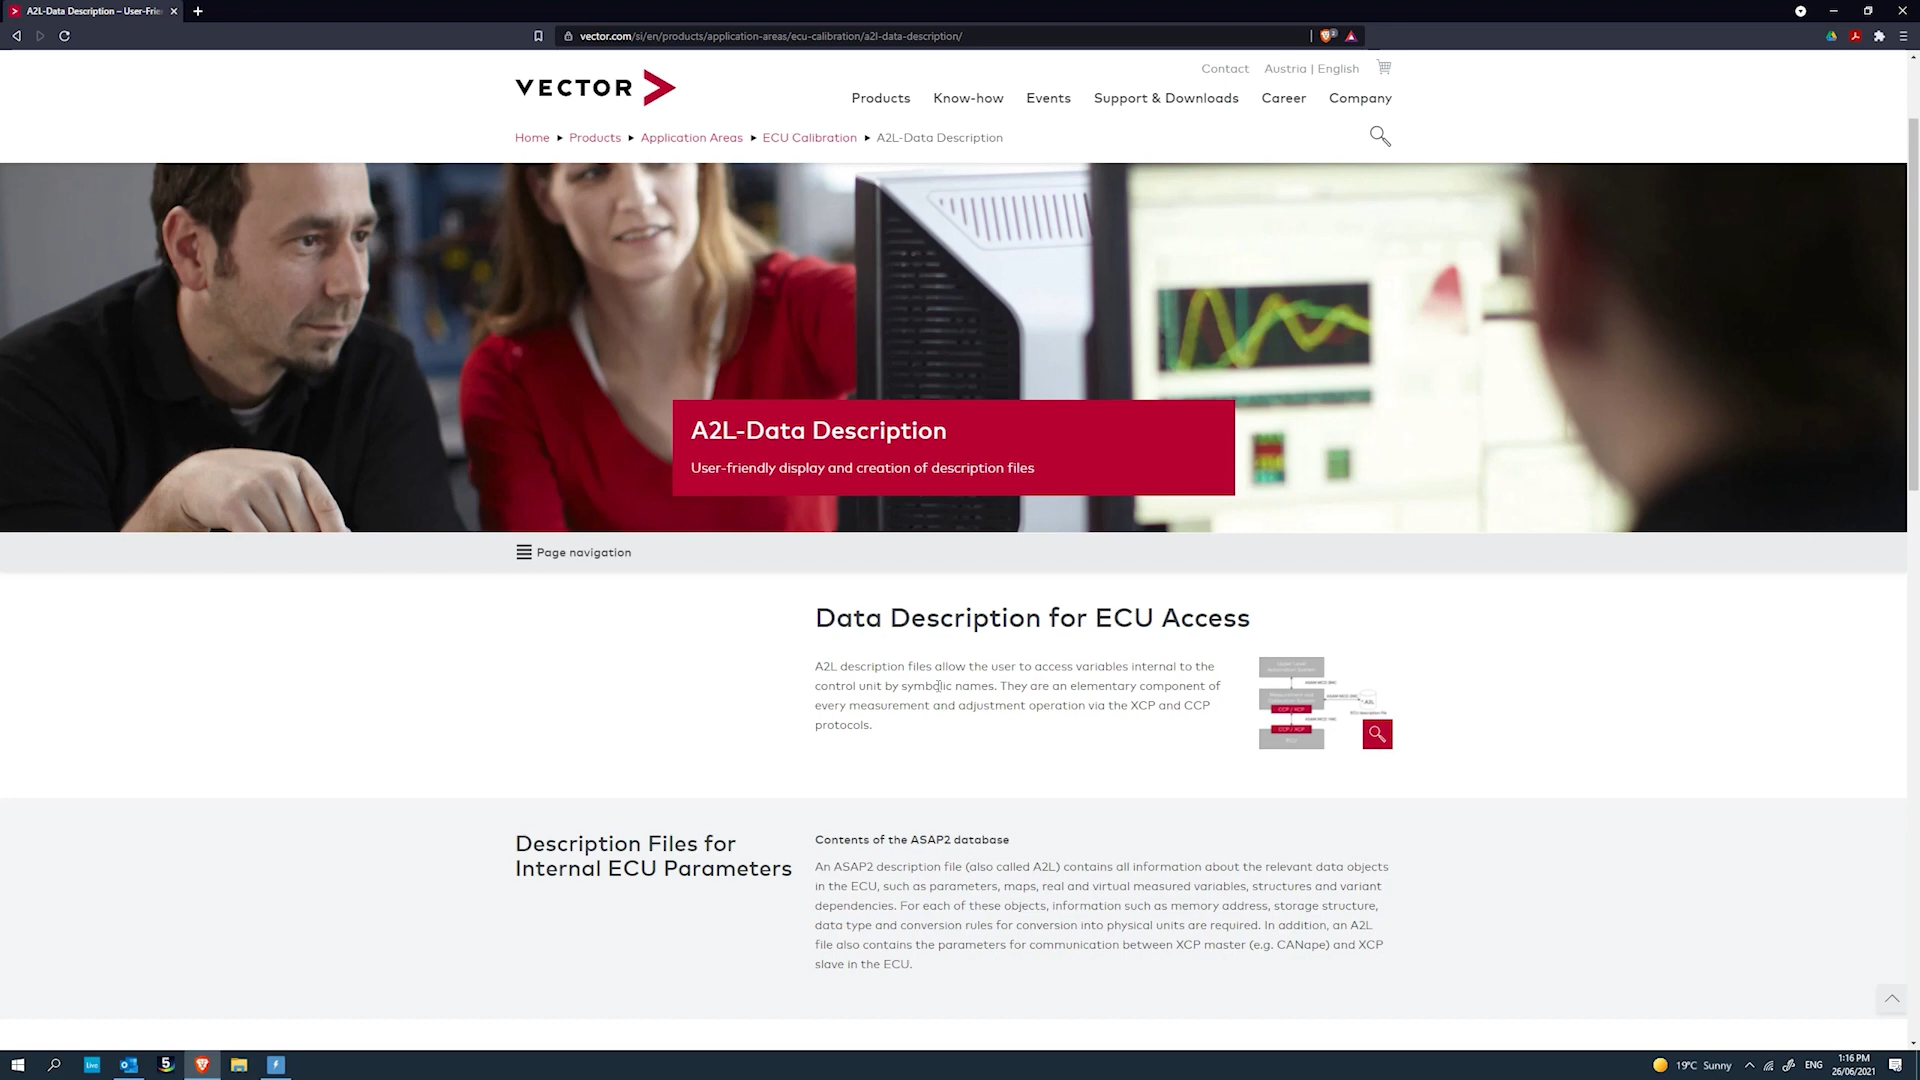 A2L-Data Description – User-Frie
vector.com/si/en/products/application-areas/ecu-calibration/a2l-data-description/
Contact Austria | English
VECTOR
Products Know-how Events Support & Downloads Career Company
Home Products Application Areas ECU Calibration A2L-Data Description
A2L-Data Description
User-friendly display and creation of description files
Page navigation
Data Description for ECU Access
A2L description files allow the user to access variables internal to the
control unit by symbolic names. They are an elementary component of
every measurement and adjustment operation via the XCP and CCP
protocols.
CCP / XCP
A2L
CCP / XCP
ECU
Description Files for
Internal ECU Parameters
Contents of the ASAP2 database
An ASAP2 description file (also called A2L) contains all information about the relevant data objects
in the ECU, such as parameters, maps, real and virtual measured variables, structures and variant
dependencies. For each of these objects, information such as memory address, storage structure,
data type and conversion rules for conversion into physical units are required. In addition, an A2L
file also contains the parameters for communication between XCP master (e.g. CANape) and XCP
slave in the ECU.
Live
5
19°C Sunny
ENG
1:16 PM
26/06/2021